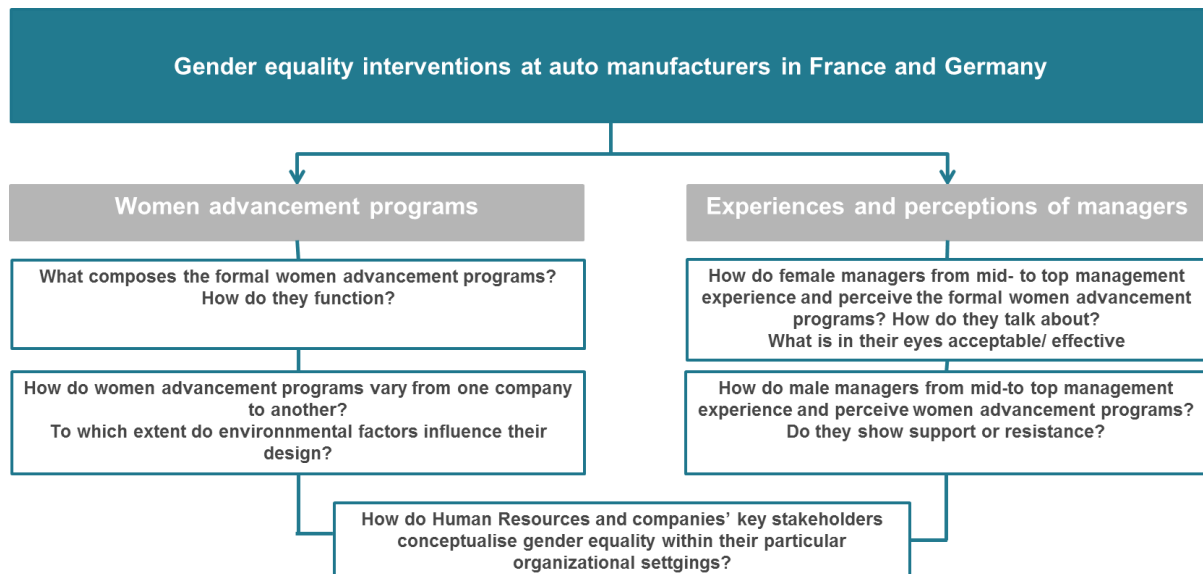 Gender equality interventions at auto manufacturers in France and Germany
Women advancement programs
What composes the formal women advancement programs?
How do they function?
How do women advancement programs vary from one company
to another?
To which extent do environnmental factors influence their
design?
Experiences and perceptions of managers
How do female managers from mid- to top management
experience and perceive the formal women advancement
programs? How do they talk about?
What is in their eyes acceptable/ effective
How do male managers from mid-to top management
experience and perceive women advancement programs?
Do they show support or resistance?
How do Human Resources and companies’ key stakeholders
conceptualise gender equality within their particular
organizational settgings?